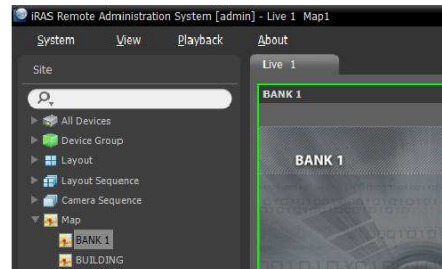 iRAS Remote Administration System [admin] - Live 1 Map1
System View Playback About
Site
Live 1
BANK 1
All Devices
Device Group
Layout
Layout Sequence
Camera Sequence
Map
BANK 1
BUILDING
BANK 1